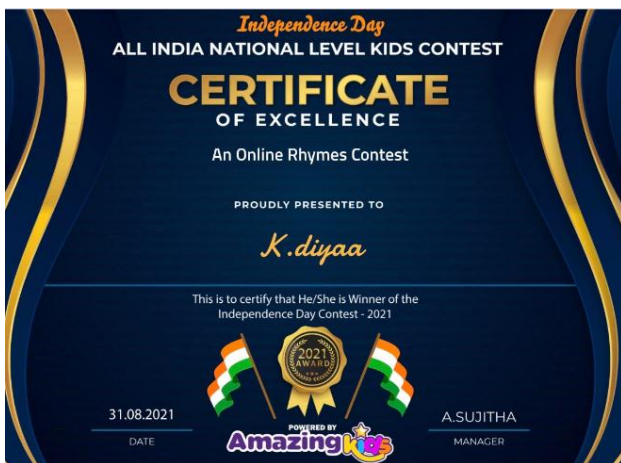 Independence Day
ALL INDIA NATIONAL LEVEL KIDS CONTEST
CERTIFICATE
OF EXCELLENCE
An Online Rhymes Contest
PROUDLY PRESENTED TO
K.diyaa
This is to certify that He/She is Winner of the
Independence Day Contest - 2021
2021
AWARD
31.08.2021
DATE
POWERED BY
Amazing kids
A.SUJITHA
MANAGER